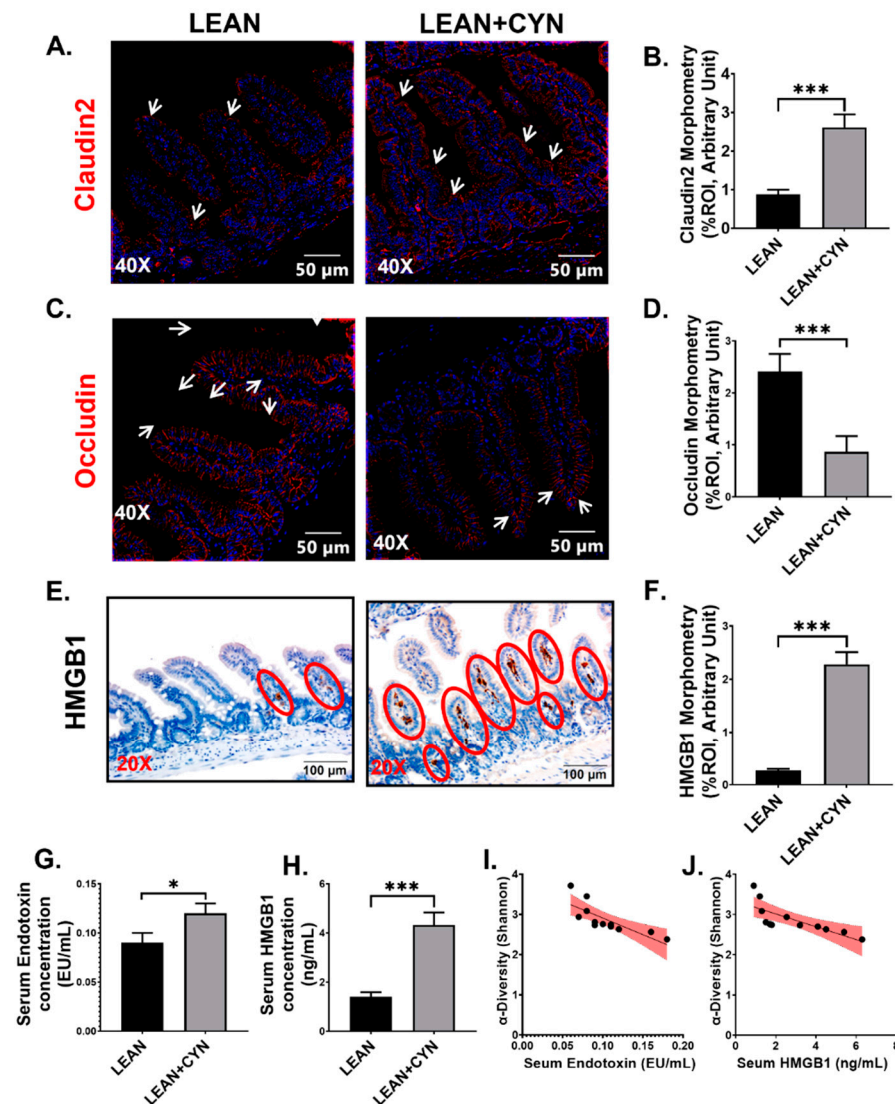 LEAN
LEAN+CYN
A.
Claudin2
40X
50 µm
40X
50 µm
B.
Claudin2 Morphometry
(%ROI, Arbitrary Unit)
4
3
2
1
0
***
LEAN
LEAN+CYN
C.
Occludin
40X
50 µm
40X
50 µm
D.
Occludin Morphometry
(%ROI, Arbitrary Unit)
3
2
1
0
***
LEAN
LEAN+CYN
E.
HMGB1
20X
100 µm
20X
100 µm
F.
HMGB1 Morphometry
(%ROI, Arbitrary Unit)
3
2
1
0
***
LEAN
LEAN+CYN
G.
Serum Endotoxin
concentration
(EU/mL)
0.15
0.10
0.05
0.00
*
LEAN
LEAN+CYN
H.
Serum HMGB1
concentration
(ng/mL)
6
4
2
0
***
LEAN
LEAN+CYN
I.
α-Diversity (Shannon)
4
3
2
1
0.00
0.05
0.10
0.15
0.20
Seum Endotoxin (EU/mL)
J.
α-Diversity (Shannon)
4
3
2
1
0
2
4
6
8
Seum HMGB1 (ng/mL)